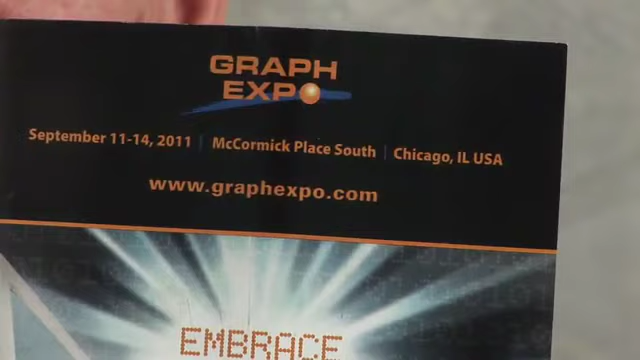 GRAPH
EXPO
September 11-14, 2011 | McCormick Place South | Chicago, IL USA
www.graphexpo.com
EMBRACE